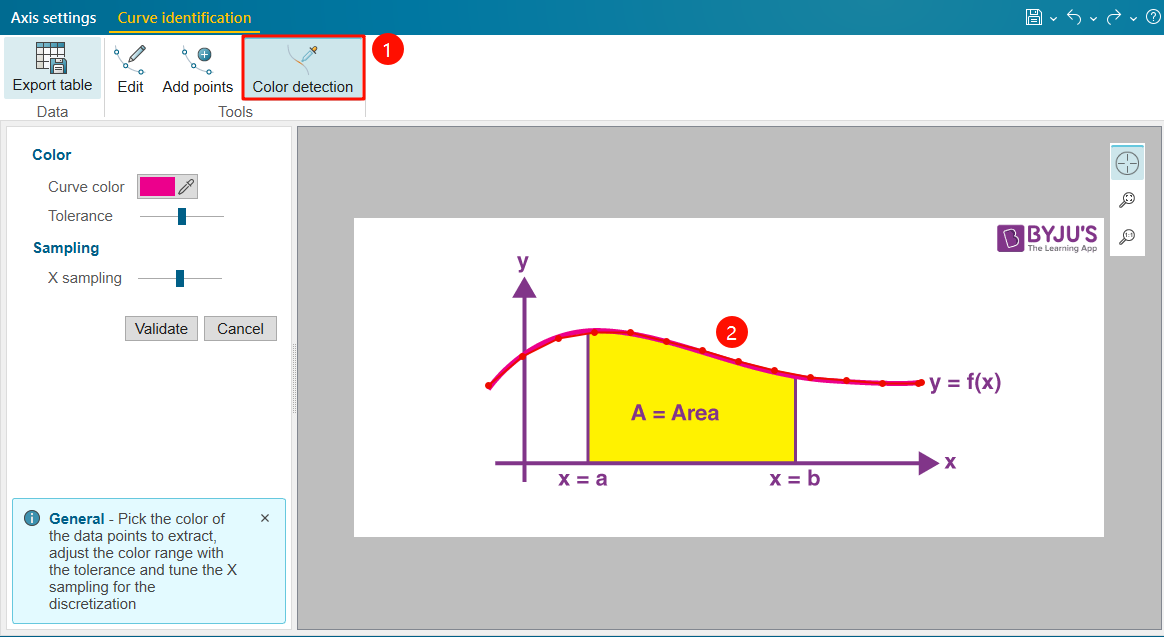 Axis settings
Curve identification
Export table
Edit
Add points
Color detection
1
Data
Tools
Color
Curve color
Tolerance
Sampling
X sampling
Validate
Cancel
General - Pick the color of
the data points to extract,
adjust the color range with
the tolerance and tune the X
sampling for the
discretization
BYJU'S
The Learning App
y
2
y = f(x)
A = Area
x
x = a
x = b